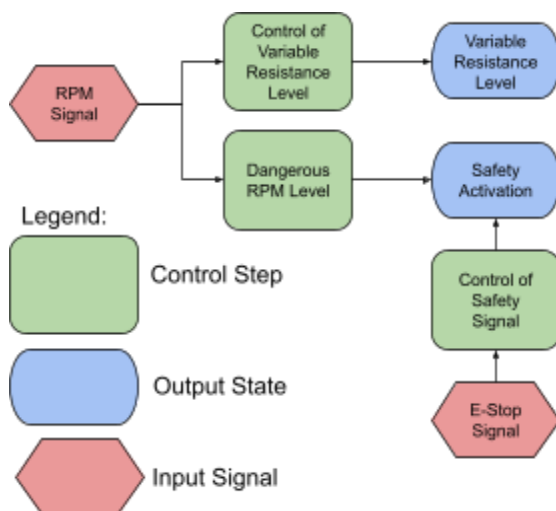 Control of
Variable
Resistance
Level
Variable
Resistance
Level
RPM
Signal
Dangerous
RPM Level
Safety
Activation
Legend:
Control Step
Control of
Safety
Signal
Output State
E-Stop
Signal
Input Signal